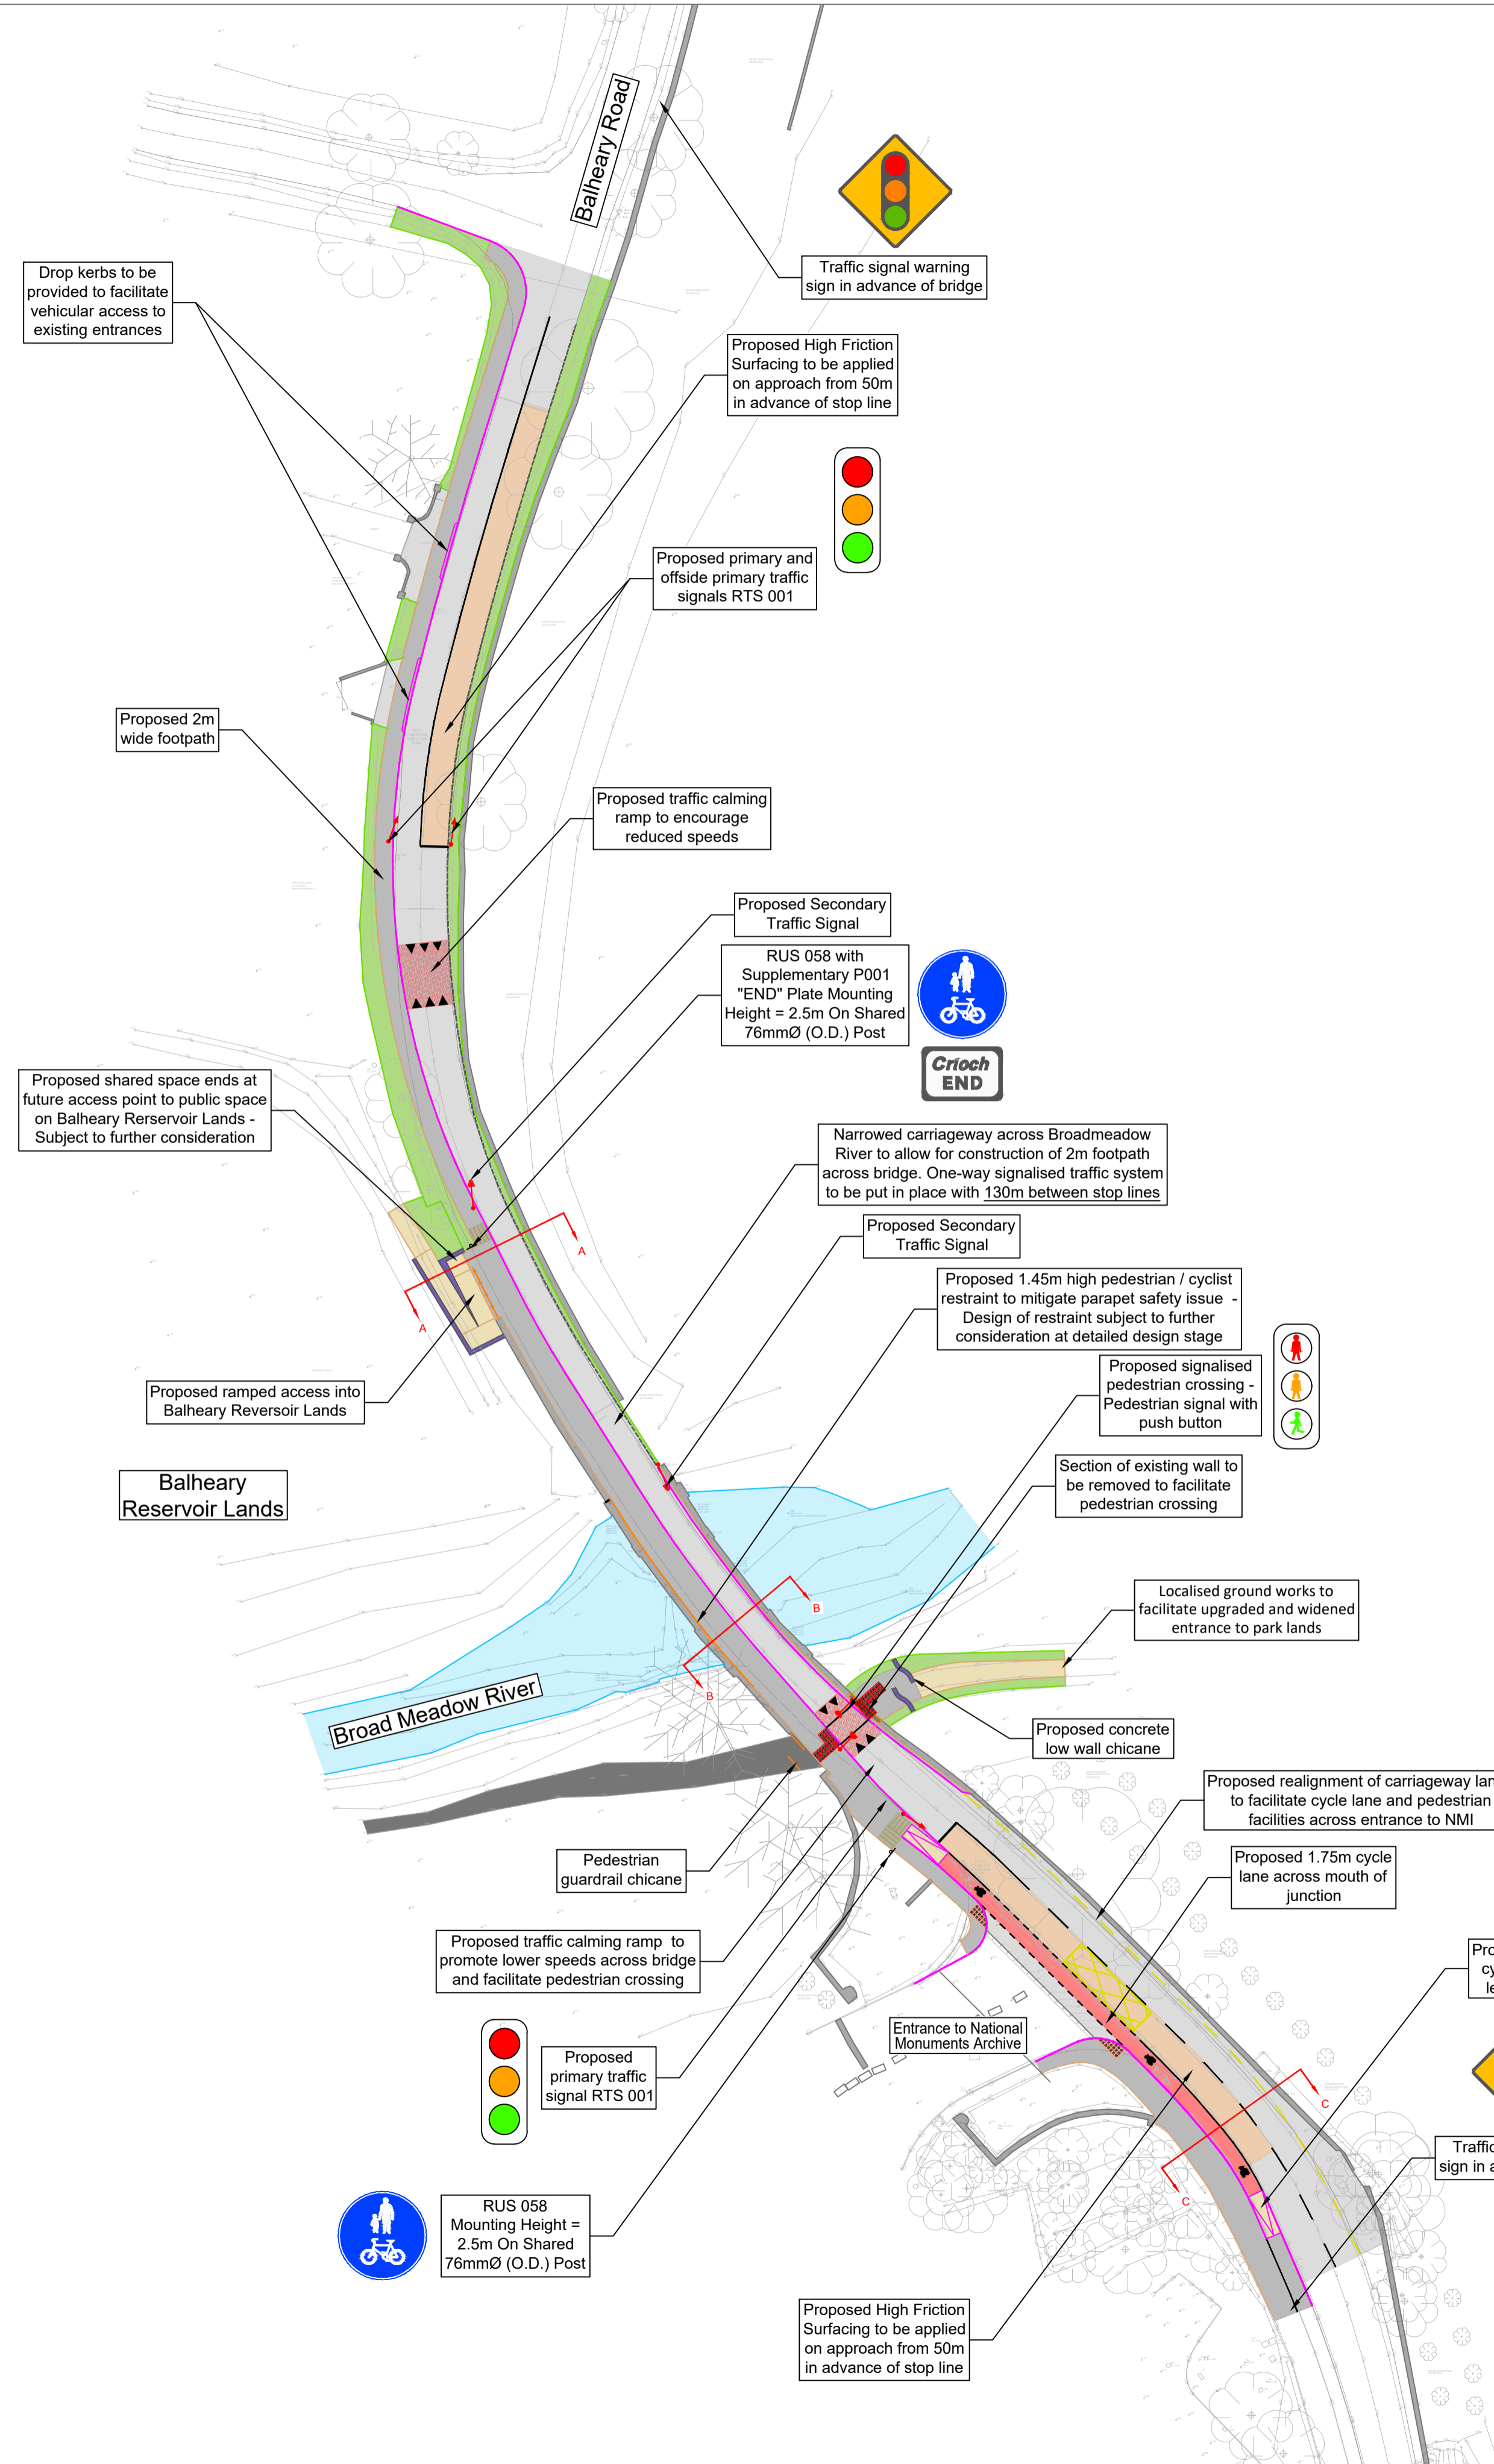 Balheary Road
Traffic signal warning
sign in advance of bridge
Drop kerbs to be
provided to facilitate
vehicular access to
existing entrances
Proposed High Friction
Surfacing to be applied
on approach from 50m
in advance of stop line
Proposed primary and
offside primary traffic
signals RTS 001
Proposed 2m
wide footpath
Proposed traffic calming
ramp to encourage
reduced speeds
Proposed Secondary
Traffic Signal
RUS 058 with
Supplementary P001
"END" Plate Mounting
Height = 2.5m On Shared
76mmØ (O.D.) Post
Críoch
END
Proposed shared space ends at
future access point to public space
on Balheary Rerservoir Lands -
Subject to further consideration
Narrowed carriageway across Broadmeadow
River to allow for construction of 2m footpath
across bridge. One-way signalised traffic system
to be put in place with 130m between stop lines
Proposed Secondary
Traffic Signal
A
A
Proposed 1.45m high pedestrian / cyclist
restraint to mitigate parapet safety issue -
Design of restraint subject to further
consideration at detailed design stage
Proposed signalised
pedestrian crossing -
Pedestrian signal with
push button
Proposed ramped access into
Balheary Reversoir Lands
Section of existing wall to
be removed to facilitate
pedestrian crossing
Balheary
Reservoir Lands
Localised ground works to
facilitate upgraded and widened
entrance to park lands
B
B
Broad Meadow River
Proposed concrete
low wall chicane
Proposed realignment of carriageway lan
to facilitate cycle lane and pedestrian
facilities across entrance to NMI
Pedestrian
guardrail chicane
Proposed 1.75m cycle
lane across mouth of
junction
Proposed traffic calming ramp to
promote lower speeds across bridge
and facilitate pedestrian crossing
Pro
cy
le
Entrance to National
Monuments Archive
Proposed
primary traffic
signal RTS 001
C
C
Traffic
sign in a
RUS 058
Mounting Height =
2.5m On Shared
76mmØ (O.D.) Post
Proposed High Friction
Surfacing to be applied
on approach from 50m
in advance of stop line